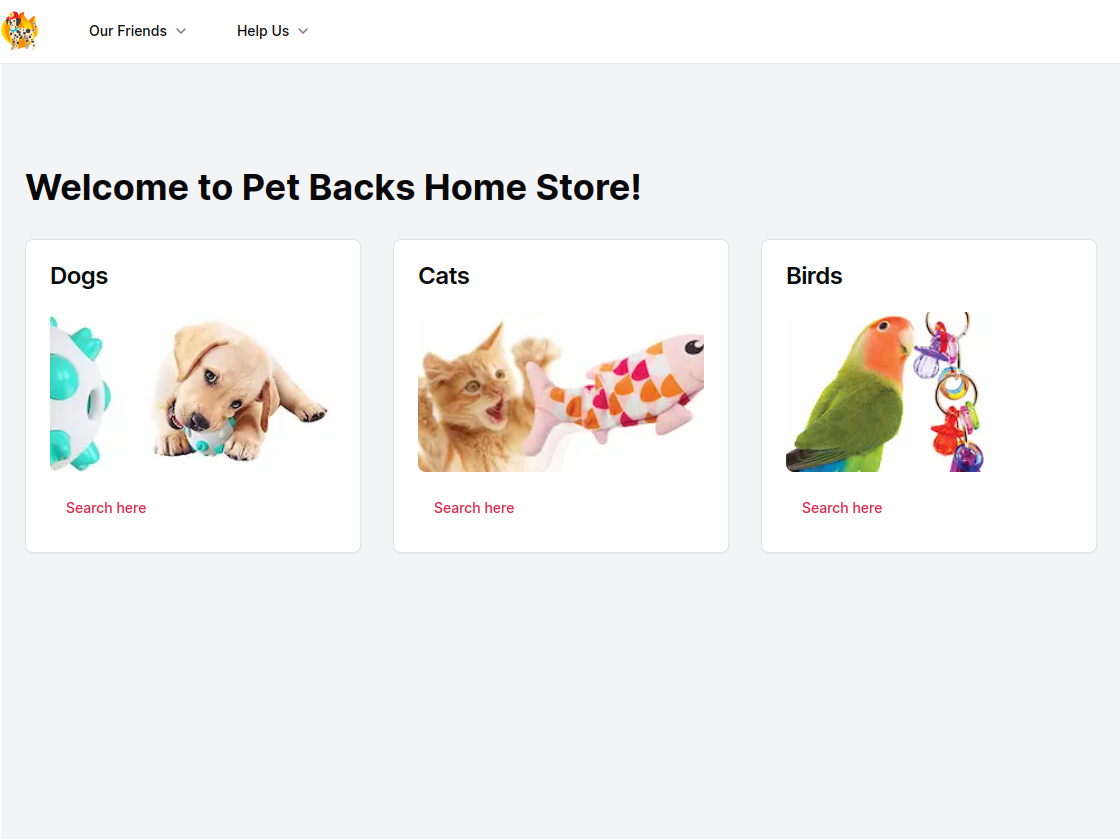 Our Friends
Help Us
Welcome to Pet Backs Home Store!
Dogs
Cats
Birds
Search here
Search here
Search here